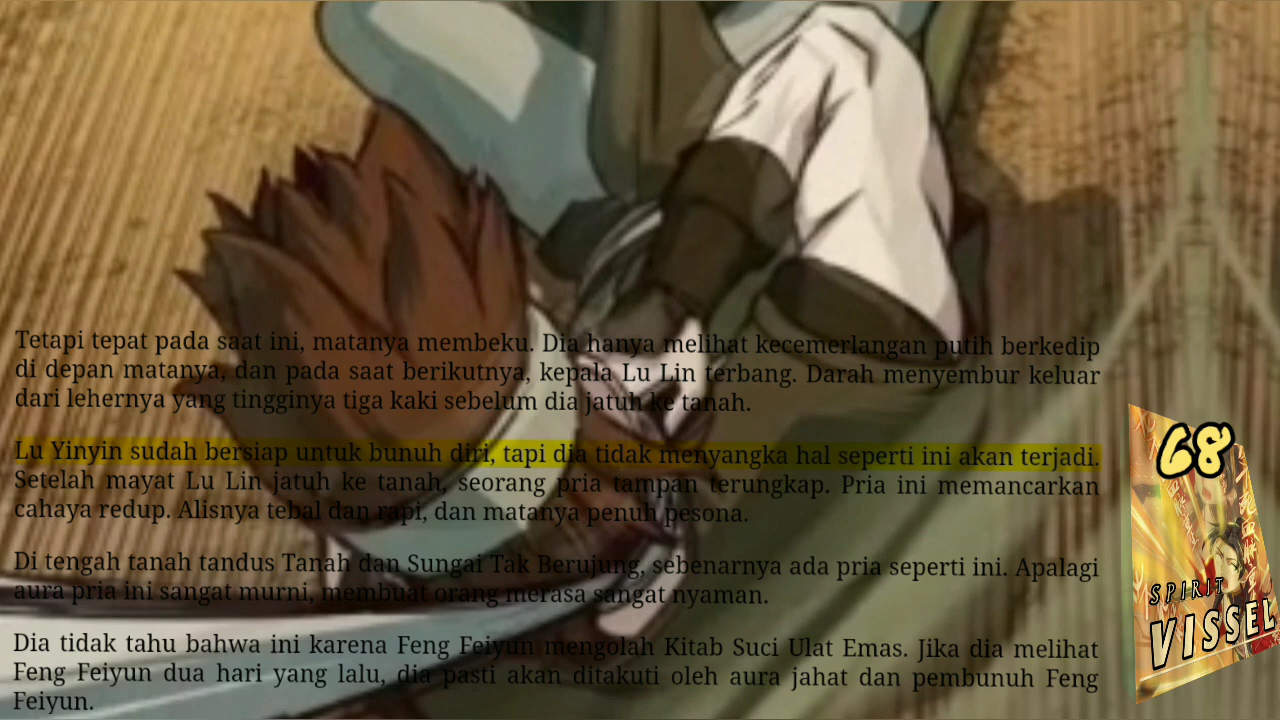 Tetapi tepat pada saat ini, matanya membeku. Dia hanya melihat kecemerlangan putih berkedip
di depan matanya, dan pada saat berikutnya, kepala Lu Lin terbang. Darah menyembur keluar
dari lehernya yang tingginya tiga kaki sebelum dia jatuh ke tanah.
Lu Yinyin sudah bersiap untuk bunuh diri, tapi dia tidak menyangka hal seperti ini akan terjadi.
Setelah mayat Lu Lin jatuh ke tanah, seorang pria tampan terungkap. Pria ini memancarkan
cahaya redup. Alisnya tebal dan rapi, dan matanya penuh pesona.
Di tengah tanah tandus Tanah dan Sungai Tak Berujung, sebenarnya ada pria seperti ini. Apalagi
aura pria ini sangat murni, membuat orang merasa sangat nyaman.
Dia tidak tahu bahwa ini karena Feng Feiyun mengolah Kitab Suci Ulat Emas. Jika dia melihat
Feng Feiyun dua hari yang lalu, dia pasti akan ditakuti oleh aura jahat dan pembunuh Feng
Feiyun.
68
SPIRIT
VISSEL